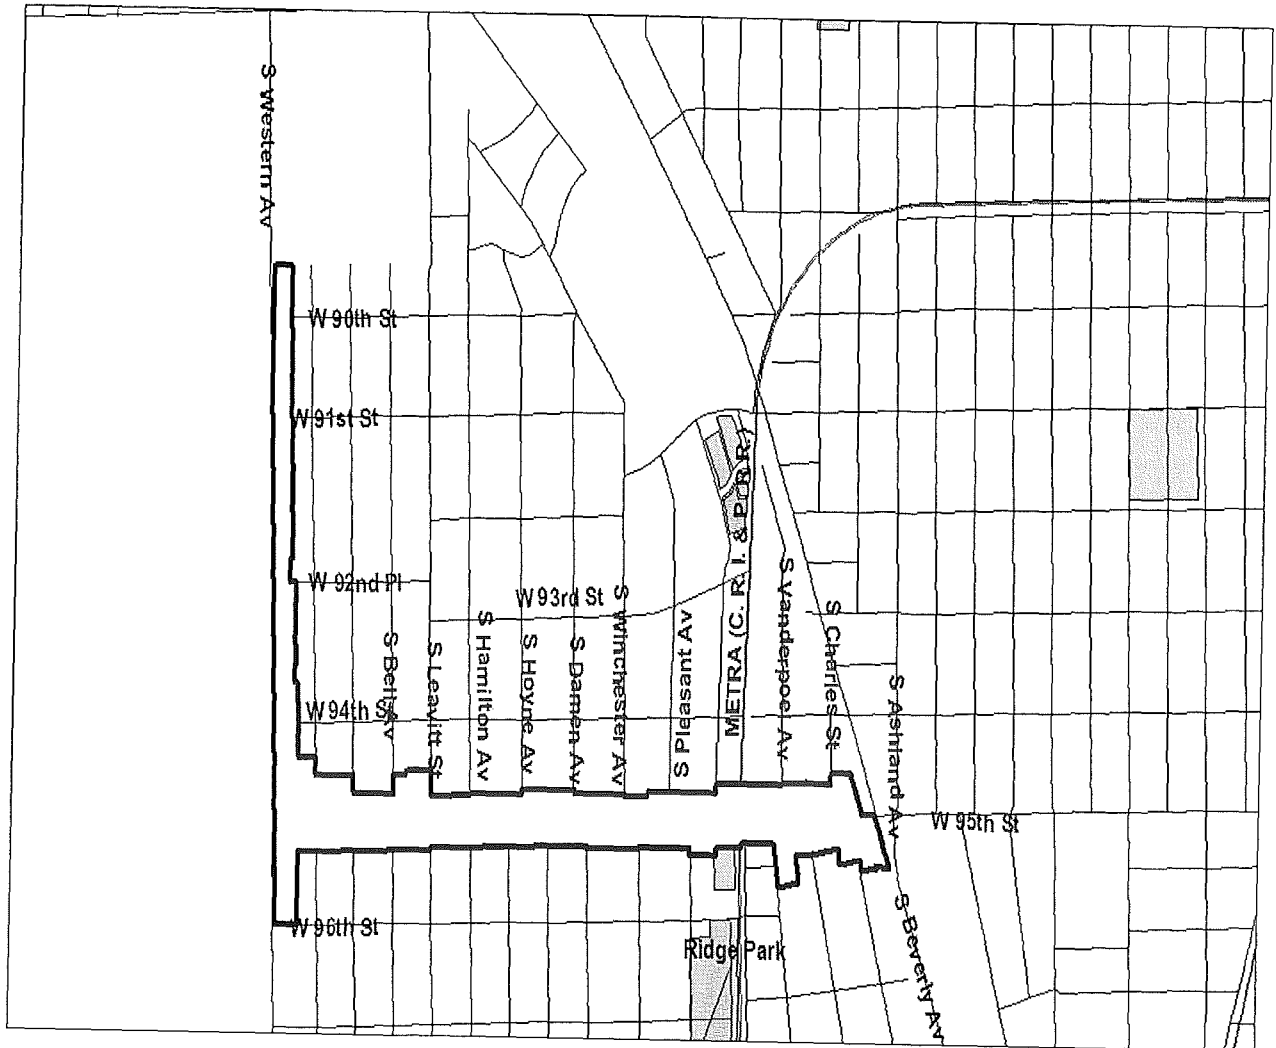 S Western Av
W 90th St
W 91st St
W 92nd Pl
W 93rd St
METRA (C. R. I. & P. R.R.)
S Vanderpoel Av
S Winchester Av
S Charles St
S Pleasant Av
S Hamilton Av
S Bell Av
S Leavitt St
S Hoyne Av
S Damen Av
S Ashland Av
W 94th St
W 95th St
S Beverly Av
W 96th St
Ridge Park